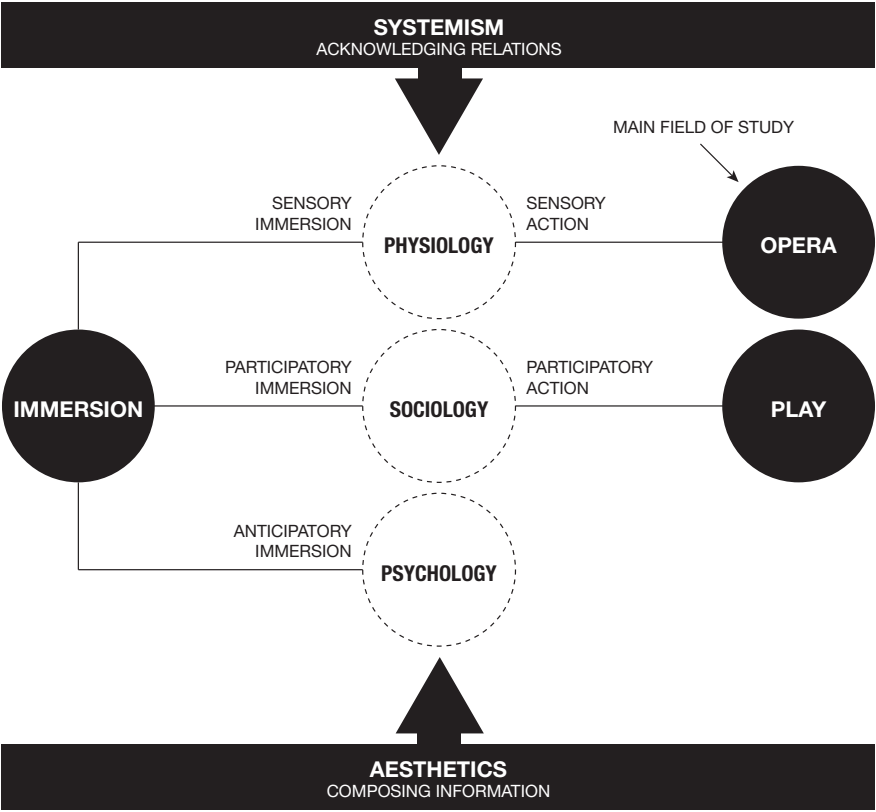 SYSTEMISM
ACKNOWLEDGING RELATIONS
MAIN FIELD OF STUDY
SENSORY
IMMERSION
PHYSIOLOGY
SENSORY
ACTION
OPERA
IMMERSION
PARTICIPATORY
IMMERSION
SOCIOLOGY
PARTICIPATORY
ACTION
PLAY
ANTICIPATORY
IMMERSION
PSYCHOLOGY
AESTHETICS
COMPOSING INFORMATION